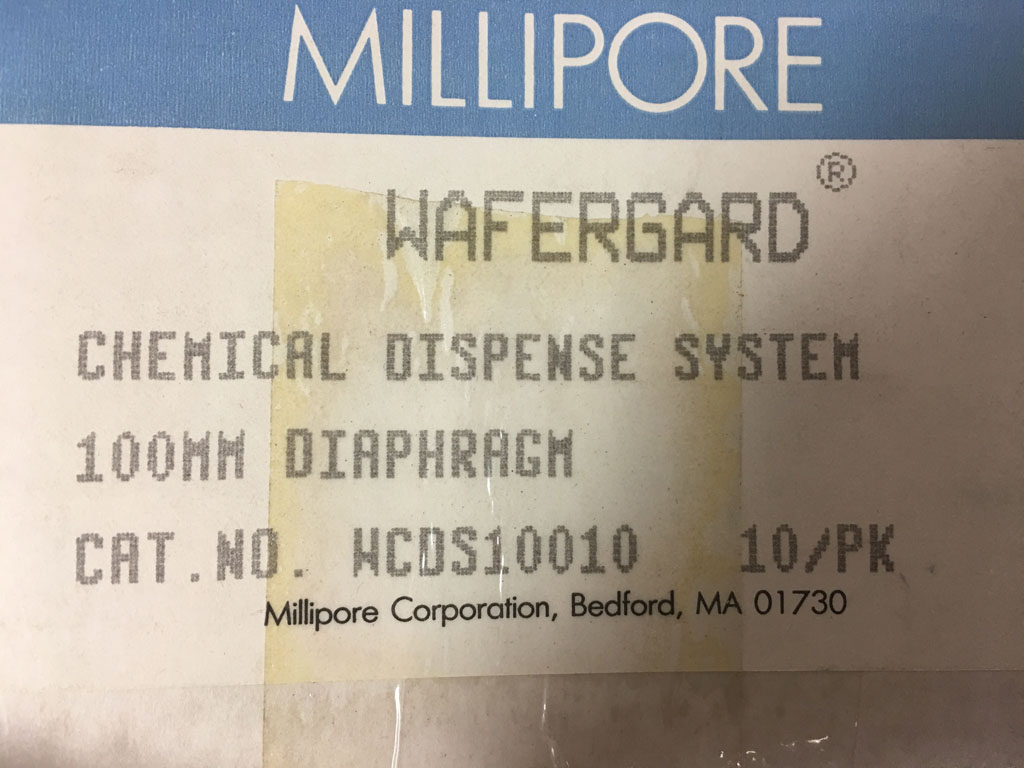 MILLIPORE
WAFERGARD®
CHEMICAL DISPENSE SYSTEM
100MM DIAPHRAGM
CAT.NO. WCDS10010 10/PK
Millipore Corporation, Bedford, MA 01730